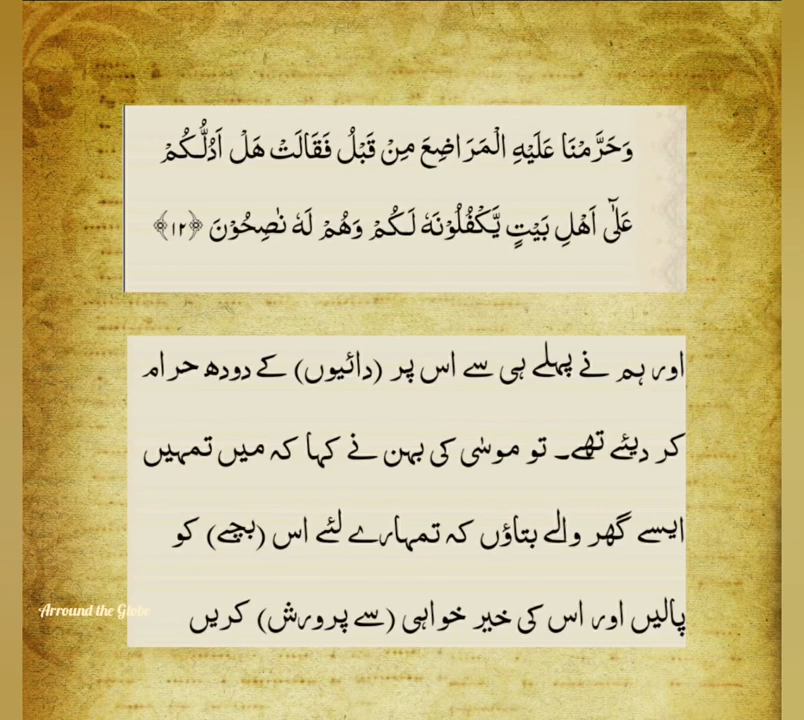 وَحَرَّمْنَا عَلَيْهِ الْمَرَاضِعَ مِنْ قَبْلُ فَقَالَتْ هَلْ اَدُلُّكُمْ
عَلٰٓى اَهْلِ بَيْتٍ يَّكْفُلُوْنَهٗ لَكُمْ وَهُمْ لَهٗ نٰصِحُوْنَ ﴿۱۲﴾
اور ہم نے پہلے ہی سے اس پر (دائیوں) کے دودھ حرام
کر دیئے تھے۔ تو موسٰی کی بہن نے کہا کہ میں تمہیں
ایسے گھر والے بتاؤں کہ تمہارے لئے اس (بچے) کو
پالیں اور اس کی خیر خواہی (سے پرورش) کریں
Arround the Globe